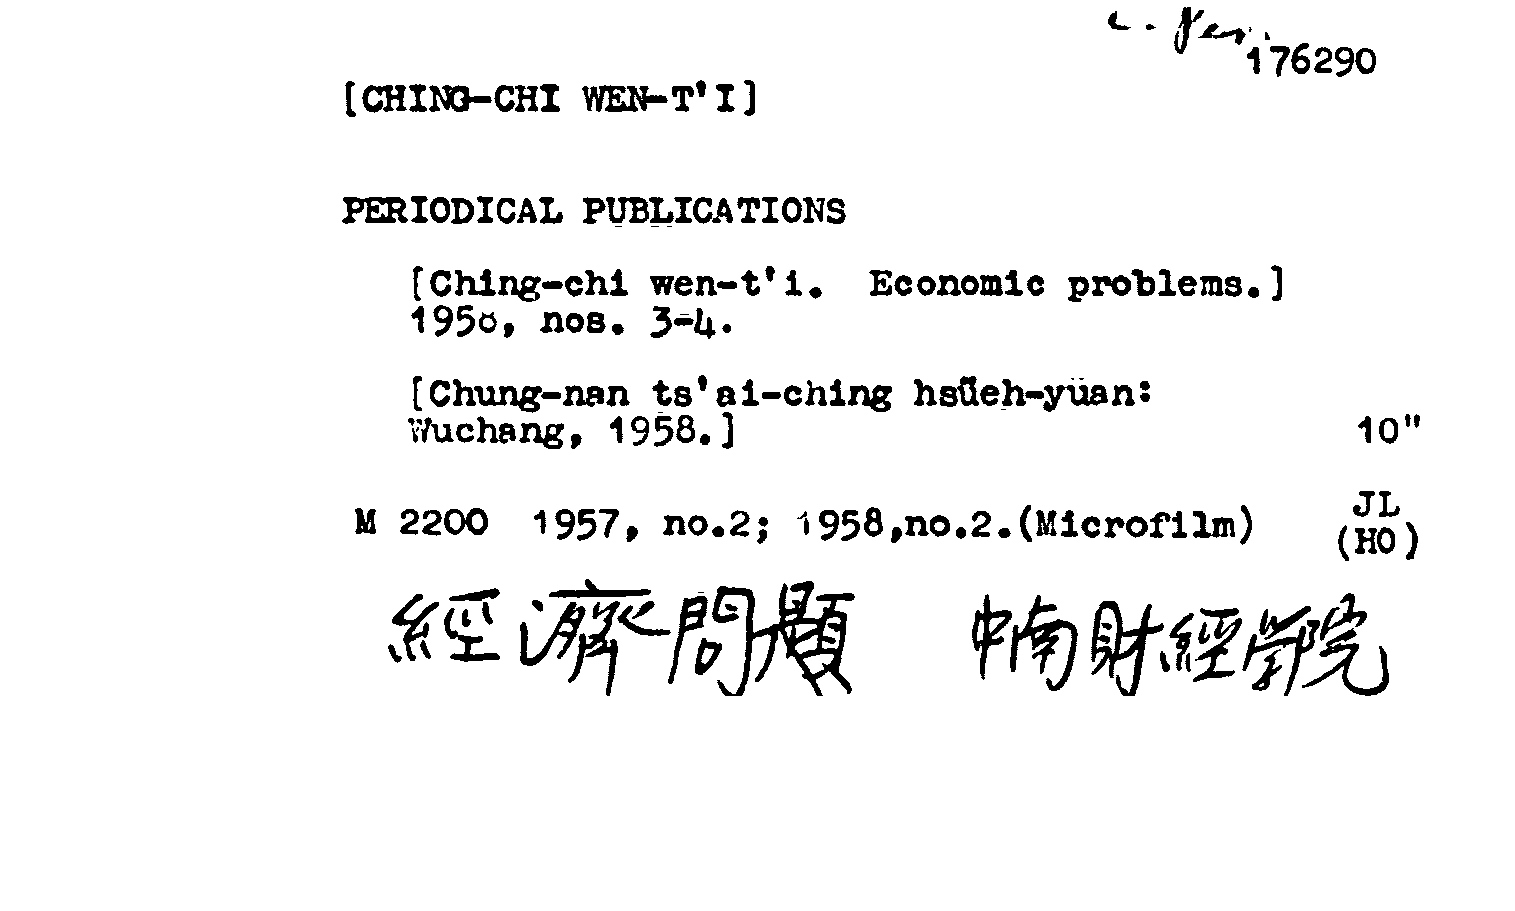 176290
[CHING-CHI WEN-T'I]
PERIODICAL PUBLICATIONS
[Ching-chi wen-t'i. Economic problems.]
1958, nos. 3-4.
[Chung-nan ts'ai-ching hsüeh-yüan:
Wuchang, 1958.] 10"
M 2200 1957, no.2; 1958,no.2.(Microfilm) JL
(HO)
經濟問題 中南財經學院